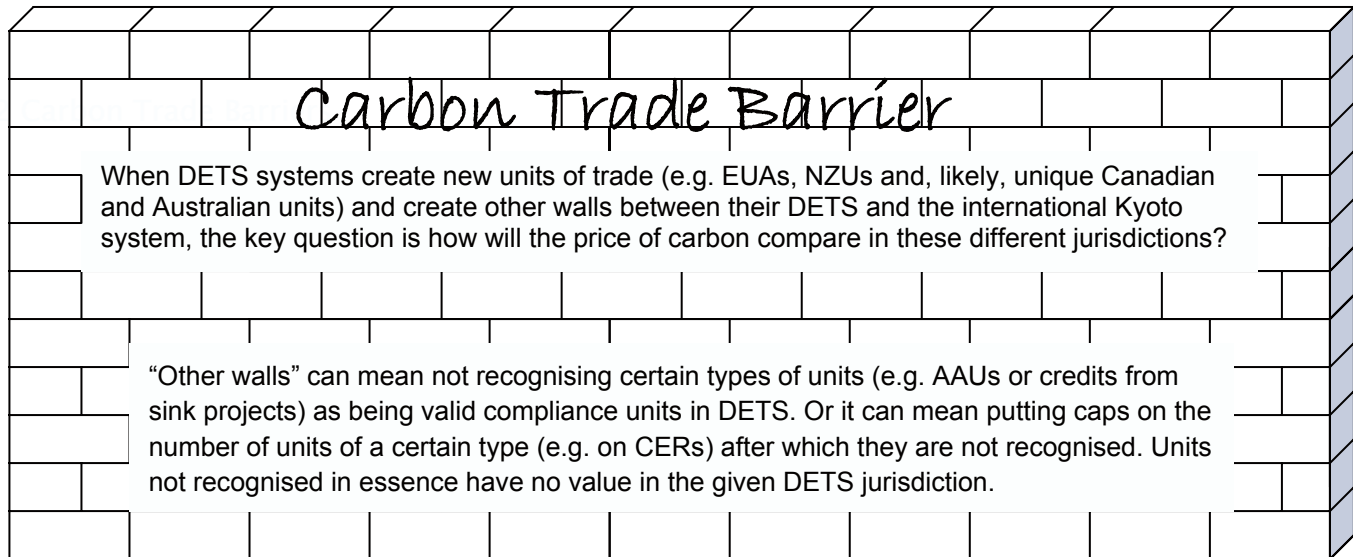 Carbon Trade Barrier
When DETS systems create new units of trade (e.g. EUAs, NZUs and, likely, unique Canadian
and Australian units) and create other walls between their DETS and the international Kyoto
system, the key question is how will the price of carbon compare in these different jurisdictions?
“Other walls” can mean not recognising certain types of units (e.g. AAUs or credits from
sink projects) as being valid compliance units in DETS. Or it can mean putting caps on the
number of units of a certain type (e.g. on CERs) after which they are not recognised. Units
not recognised in essence have no value in the given DETS jurisdiction.